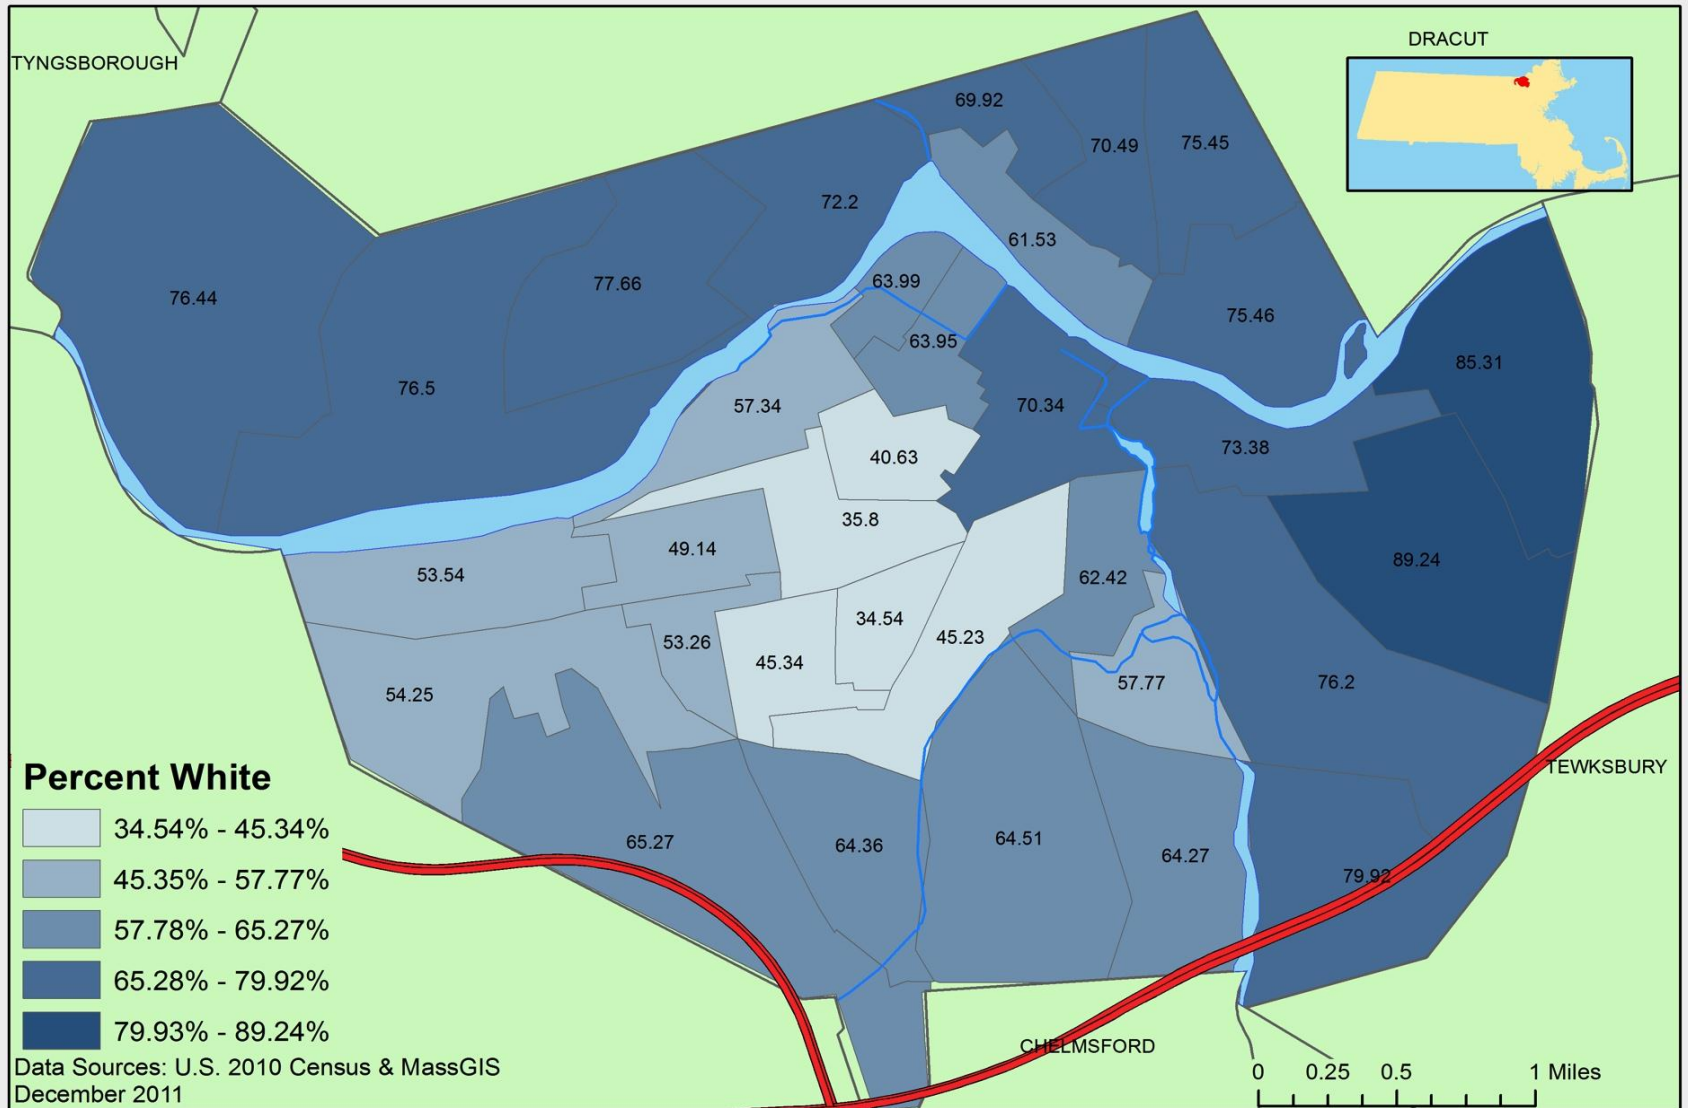 DRACUT
TYNGSBOROUGH
69.92
70.49
75.45
72.2
61.53
63.99
77.66
76.44
75.46
63.95
85.31
76.5
57.34
70.34
73.38
40.63
35.8
49.14
89.24
53.54
62.42
34.54
45.23
53.26
45.34
57.77
76.2
54.25
TEWKSBURY
65.27
64.36
64.51
64.27
79.92
Percent White
34.54% - 45.34%
45.35% - 57.77%
57.78% - 65.27%
65.28% - 79.92%
79.93% - 89.24%
Data Sources: U.S. 2010 Census & MassGIS
December 2011
CHELMSFORD
0 0.25 0.5 1 Miles